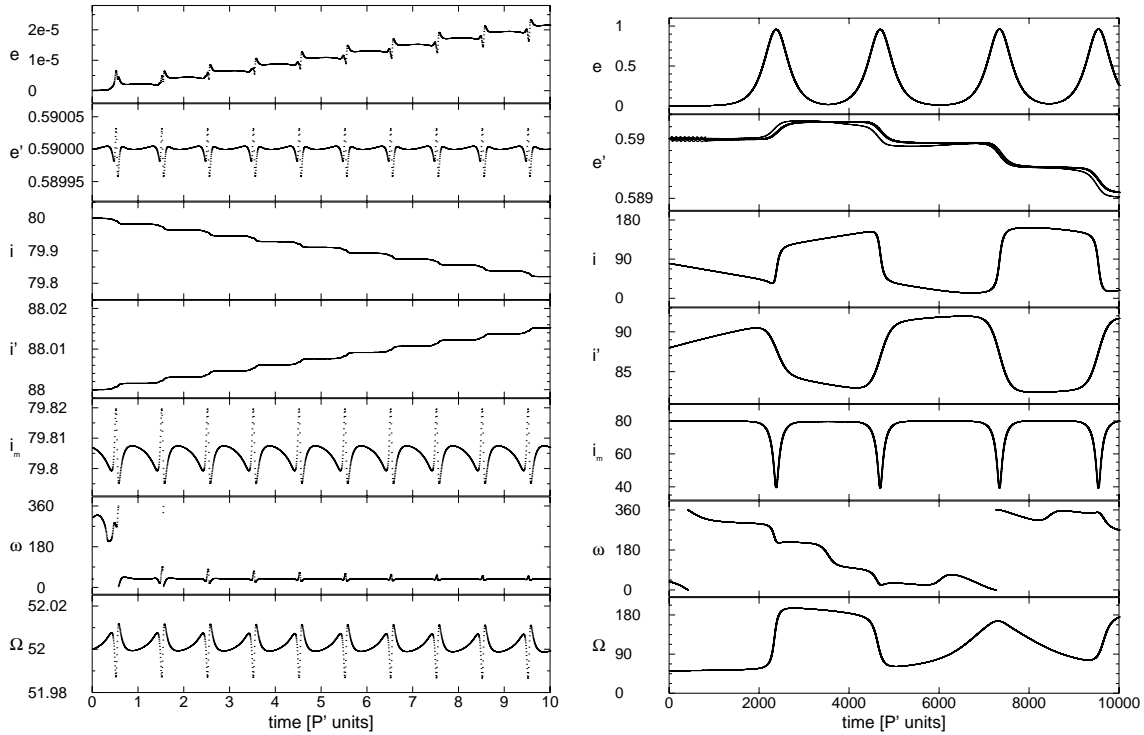 e
2e-5
1e-5
0
e'
0.59005
0.59000
0.58995
i
80
79.9
79.8
i'
88.02
88.01
88
i_m
79.82
79.81
79.8
ω
360
180
0
Ω
52.02
52
51.98
0 1 2 3 4 5 6 7 8 9 10
time [P' units]
e
1
0.5
0
e'
0.59
0.589
i
180
90
0
i'
90
85
i_m
80
60
40
ω
360
180
0
Ω
180
90
0
0 2000 4000 6000 8000 10000
time [P' units]